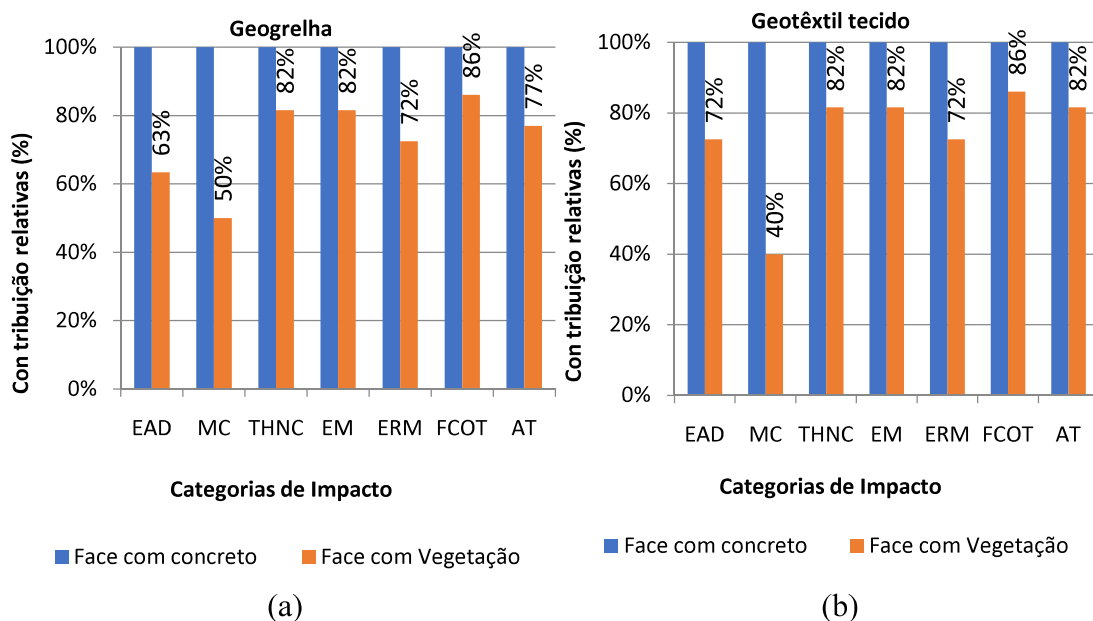 Geogrelha
Con tribuição relativas (%)
100%
80%
60%
40%
20%
0%
63%
50%
82%
82%
72%
86%
77%
EAD MC THNC EM ERM FCOT AT
Categorias de Impacto
Face com concreto Face com Vegetação
(a)
Geotêxtil tecido
Con tribuição relativas (%)
100%
80%
60%
40%
20%
0%
72%
40%
82%
82%
72%
86%
82%
EAD MC THNC EM ERM FCOT AT
Categorias de Impacto
Face com concreto Face com Vegetação
(b)